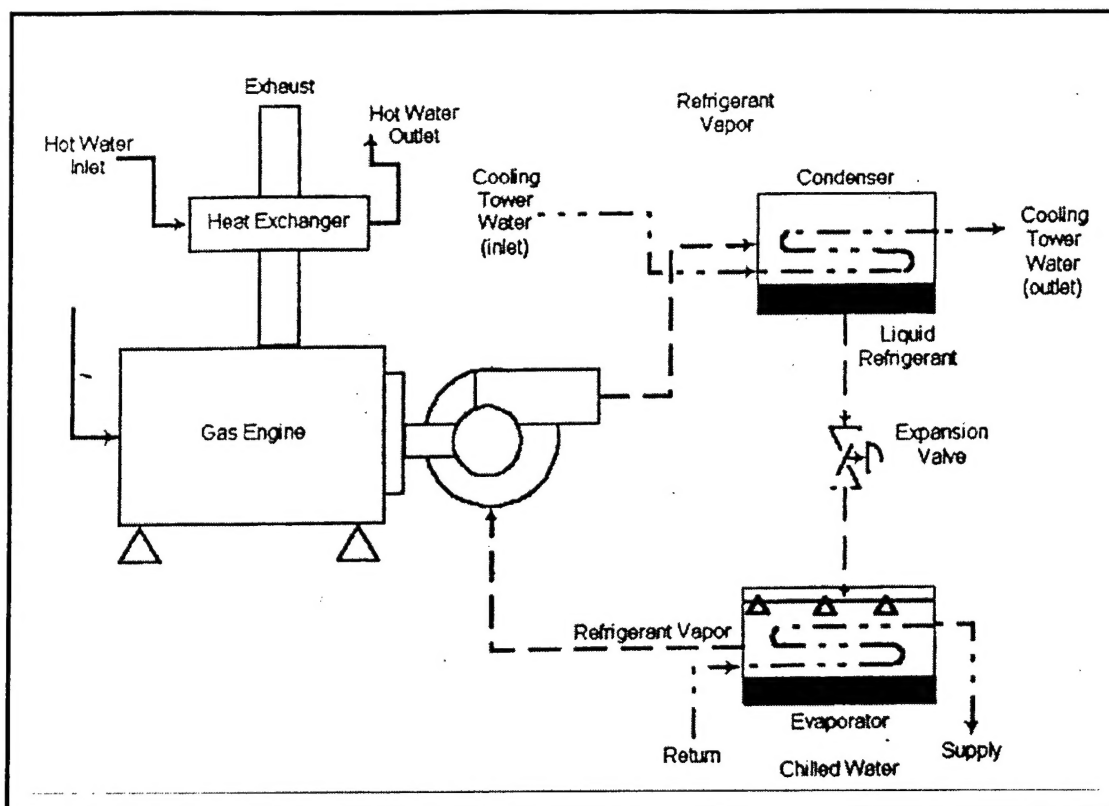 Exhaust
Hot Water
Inlet
Hot Water
Outlet
Heat Exchanger
Refrigerant
Vapor
Cooling
Tower
Water
(inlet)
Condenser
Cooling
Tower
Water
(outlet)
Liquid
Refrigerant
Gas Engine
Expansion
Valve
Refrigerant Vapor
Evaporator
Return
Supply
Chilled Water